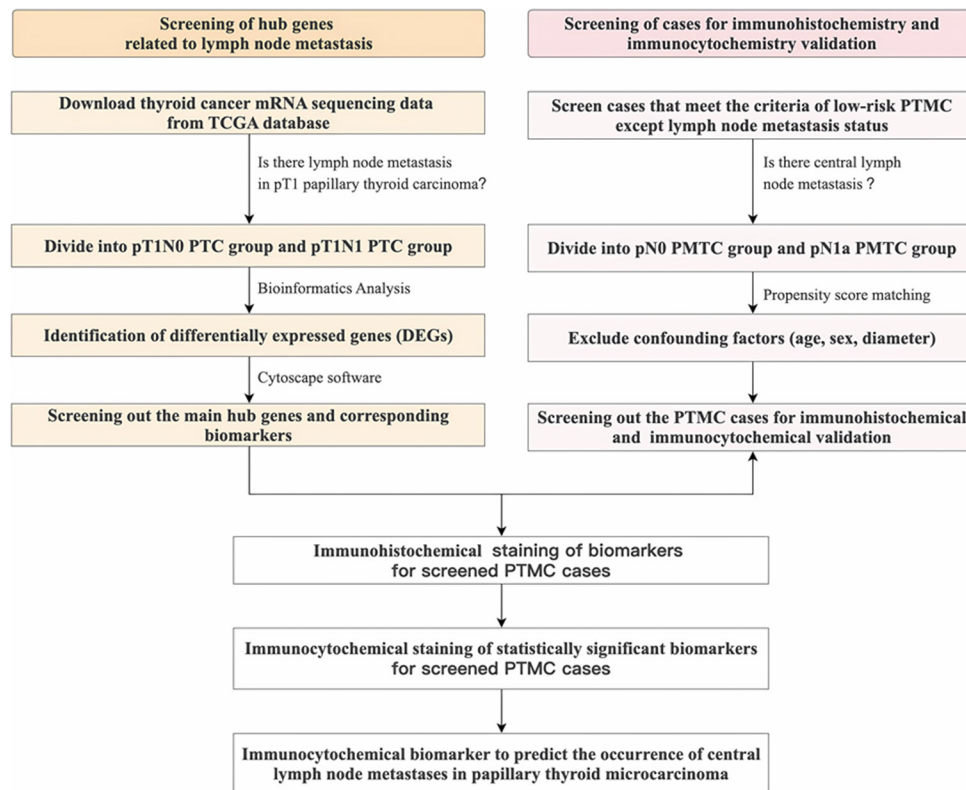 Screening of hub genes
related to lymph node metastasis
Download thyroid cancer mRNA sequencing data
from TCGA database
Is there lymph node metastasis
in pT1 papillary thyroid carcinoma?
Divide into pT1N0 PTC group and pT1N1 PTC group
Bioinformatics Analysis
Identification of differentially expressed genes (DEGs)
Cytoscape software
Screening out the main hub genes and corresponding
biomarkers
Screening of cases for immunohistochemistry and
immunocytochemistry validation
Screen cases that meet the criteria of low-risk PTMC
except lymph node metastasis status
Is there central lymph
node metastasis ?
Divide into pN0 PMTC group and pN1a PMTC group
Propensity score matching
Exclude confounding factors (age, sex, diameter)
Screening out the PTMC cases for immunohistochemical
and immunocytochemical validation
Immunohistochemical staining of biomarkers
for screened PTMC cases
Immunocytochemical staining of statistically significant biomarkers
for screened PTMC cases
Immunocytochemical biomarker to predict the occurrence of central
lymph node metastases in papillary thyroid microcarcinoma